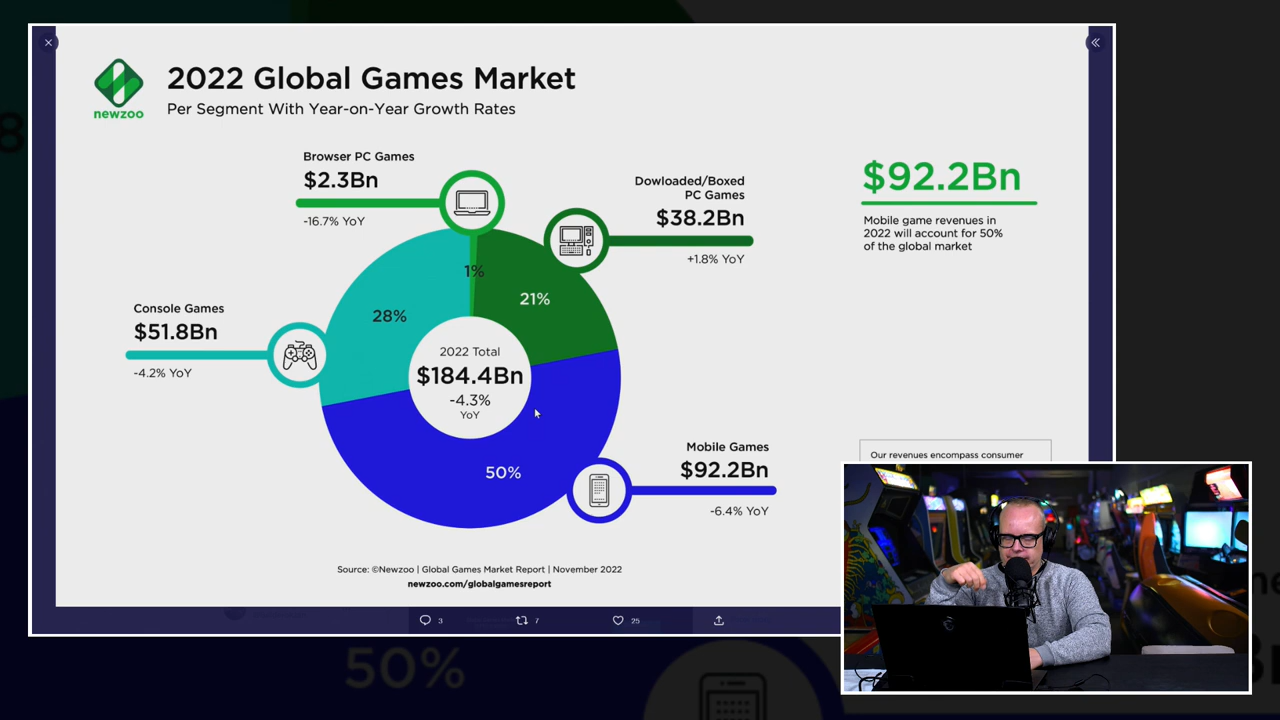 2022 Global Games Market
Per Segment With Year-on-Year Growth Rates
newzoo
Browser PC Games
$2.3Bn
-16.7% YoY
Dowloaded/Boxed
PC Games
$38.2Bn
+1.8% YoY
$92.2Bn
Mobile game revenues in
2022 will account for 50%
of the global market
1%
21%
28%
Console Games
$51.8Bn
-4.2% YoY
2022 Total
$184.4Bn
-4.3%
YoY
50%
Mobile Games
$92.2Bn
-6.4% YoY
Our revenues encompass consumer
Source: ©Newzoo | Global Games Market Report | November 2022
newzoo.com/globalgamesreport
3
7
25
50%